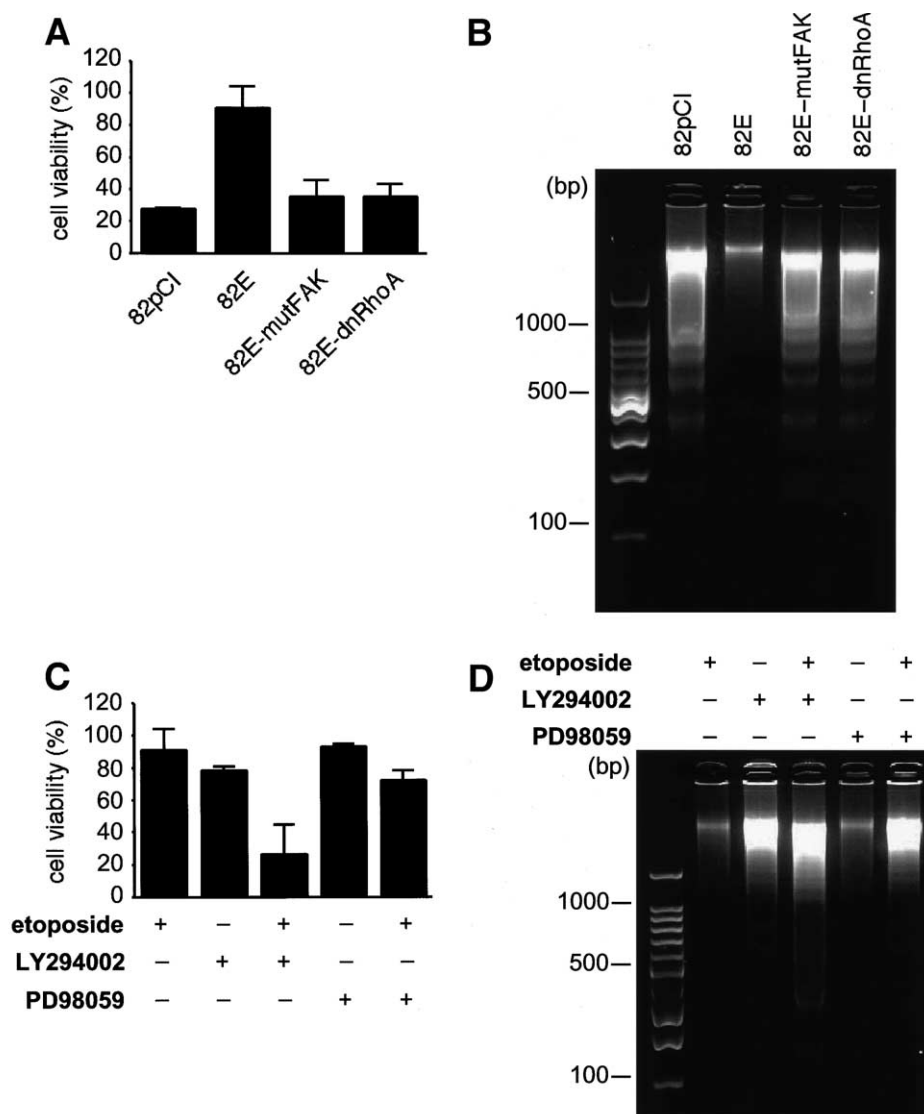 A
cell viability (%)
120
100
80
60
40
20
0
82pCI
82E
82E-mutFAK
82E-dnRhoA
B
82pCI
82E
82E–mutFAK
82E–dnRhoA
(bp)
1000
500
100
C
cell viability (%)
120
100
80
60
40
20
0
etoposide + – + – +
LY294002 – + + – –
PD98059 – – – + +
D
etoposide + – + – +
LY294002 – + + – –
PD98059 – – – + +
(bp)
1000
500
100